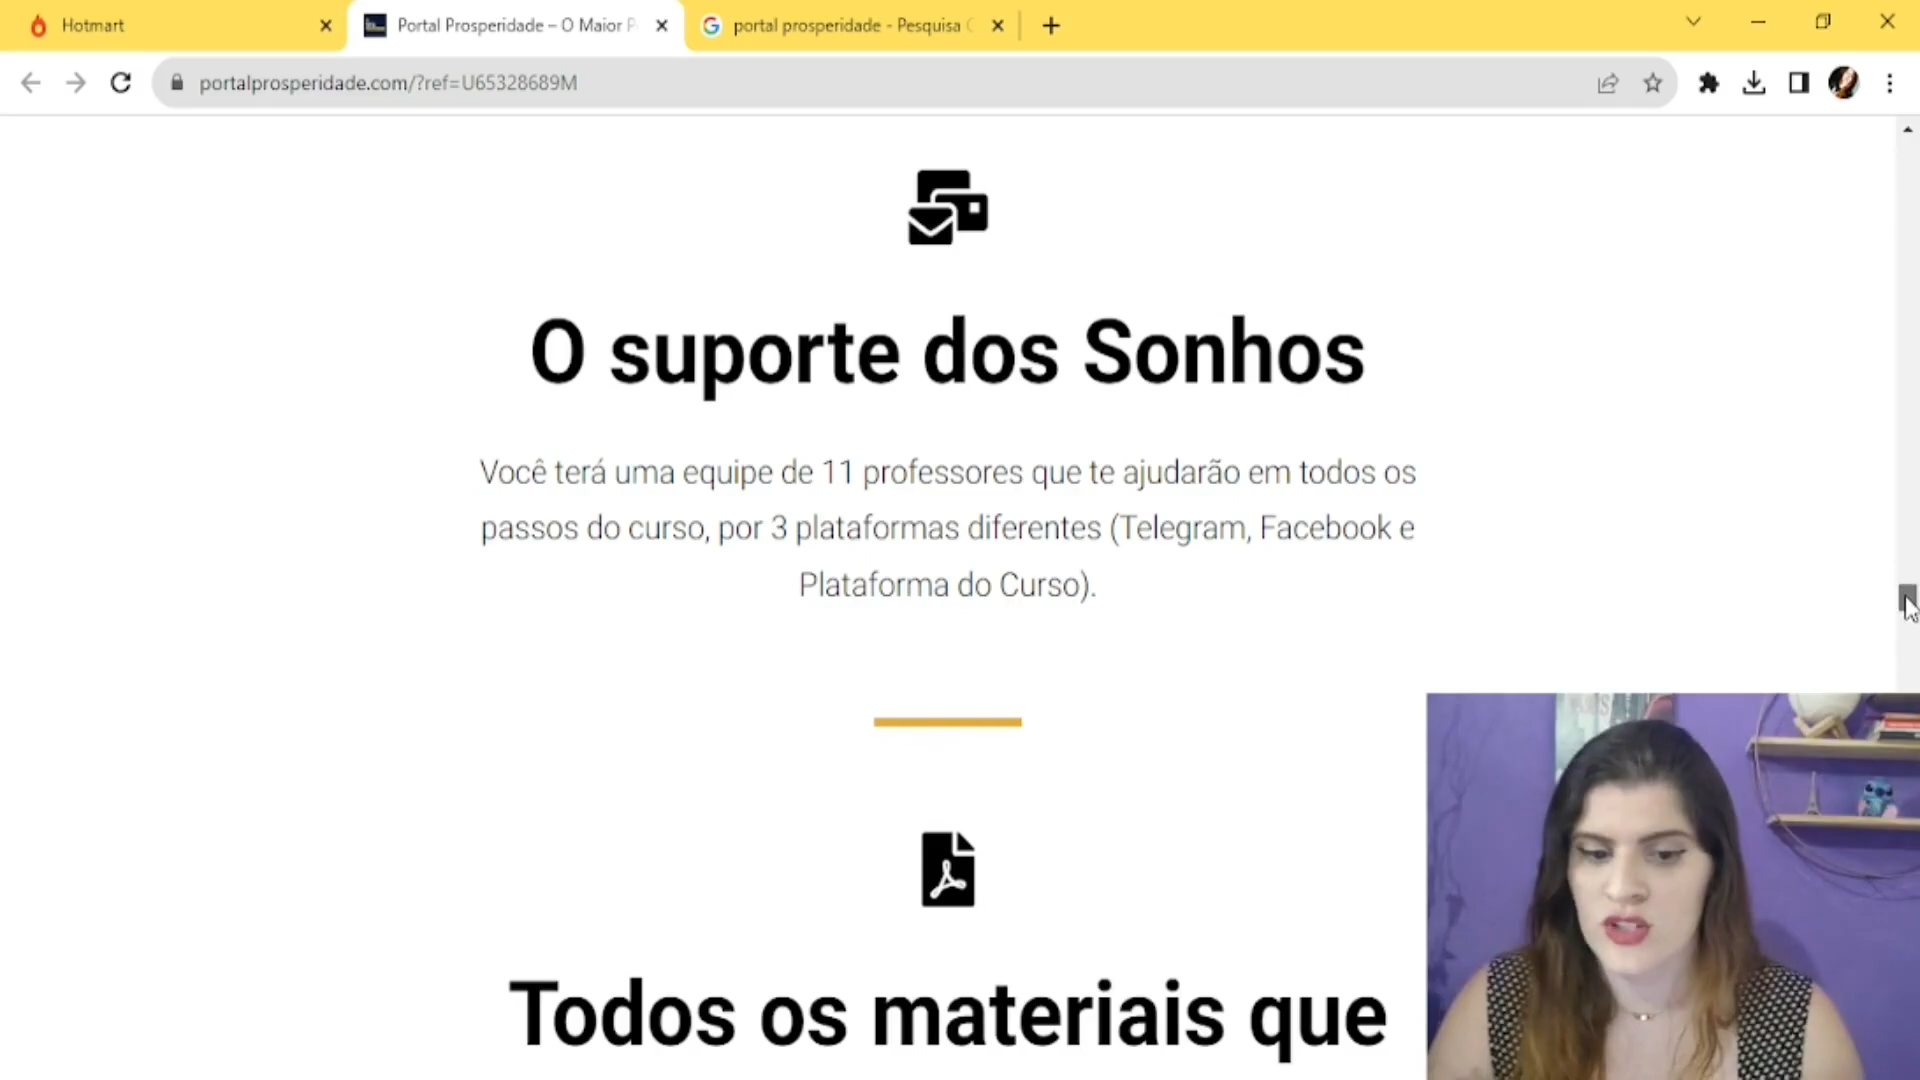 Hotmart
Portal Prosperidade – O Maior P
portal prosperidade - Pesquisa
portalprosperidade.com/?ref=U65328689M
O suporte dos Sonhos
Você terá uma equipe de 11 professores que te ajudarão em todos os
passos do curso, por 3 plataformas diferentes (Telegram, Facebook e
Plataforma do Curso).
Todos os materiais que